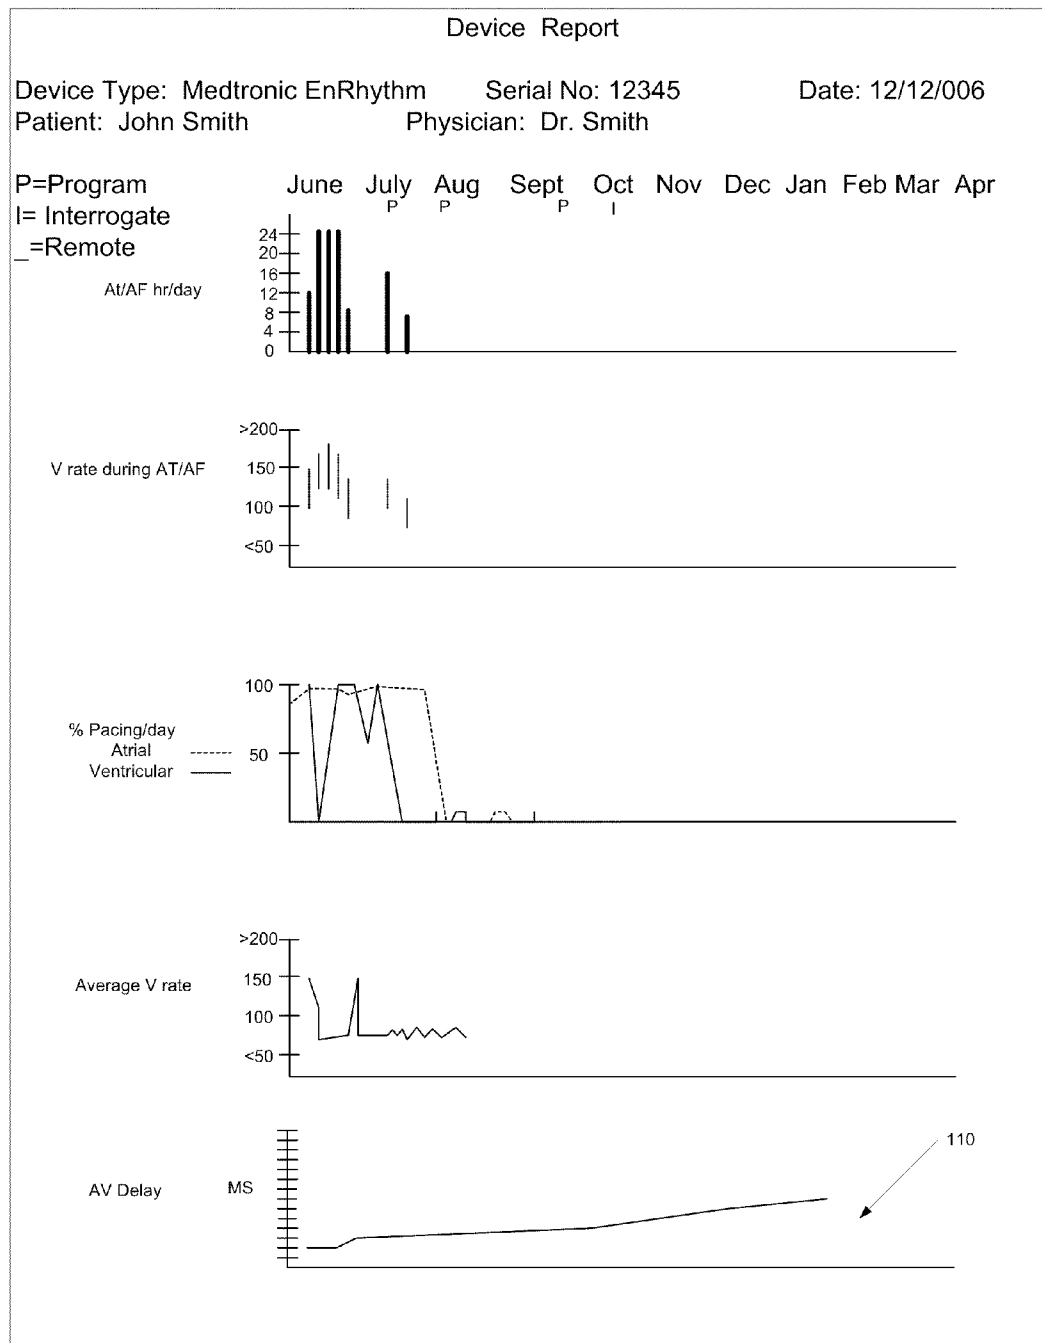 Device Report
Device Type: Medtronic EnRhythm Serial No: 12345 Date: 12/12/006
Patient: John Smith Physician: Dr. Smith
P=Program June July Aug Sept Oct Nov Dec Jan Feb Mar Apr
I= Interrogate P P P I
_=Remote
At/AF hr/day
24
20
16
12
8
4
0
V rate during AT/AF
>200
150
100
<50
% Pacing/day
Atrial
Ventricular
100
50
Average V rate
>200
150
100
<50
AV Delay MS
110